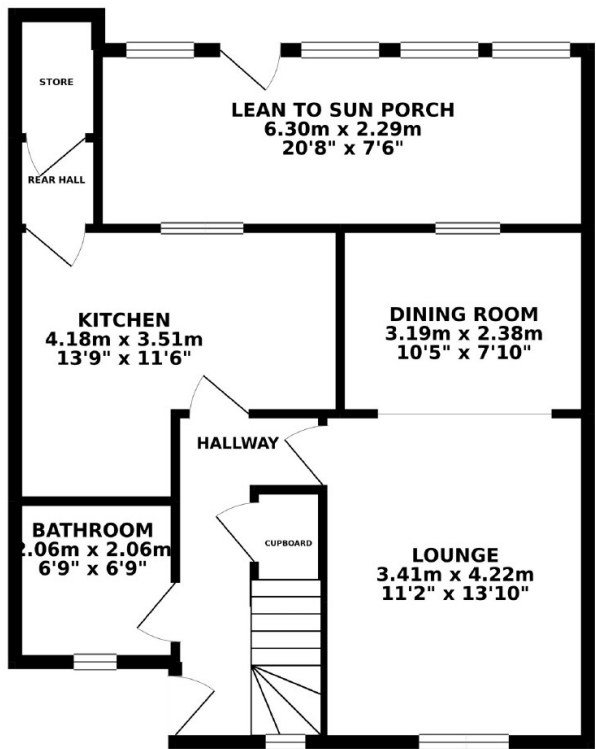 STORE
LEAN TO SUN PORCH
6.30m x 2.29m
20'8" x 7'6"
REAR HALL
KITCHEN
4.18m x 3.51m
13'9" x 11'6"
DINING ROOM
3.19m x 2.38m
10'5" x 7'10"
HALLWAY
BATHROOM
2.06m x 2.06m
6'9" x 6'9"
CUPBOARD
LOUNGE
3.41m x 4.22m
11'2" x 13'10"